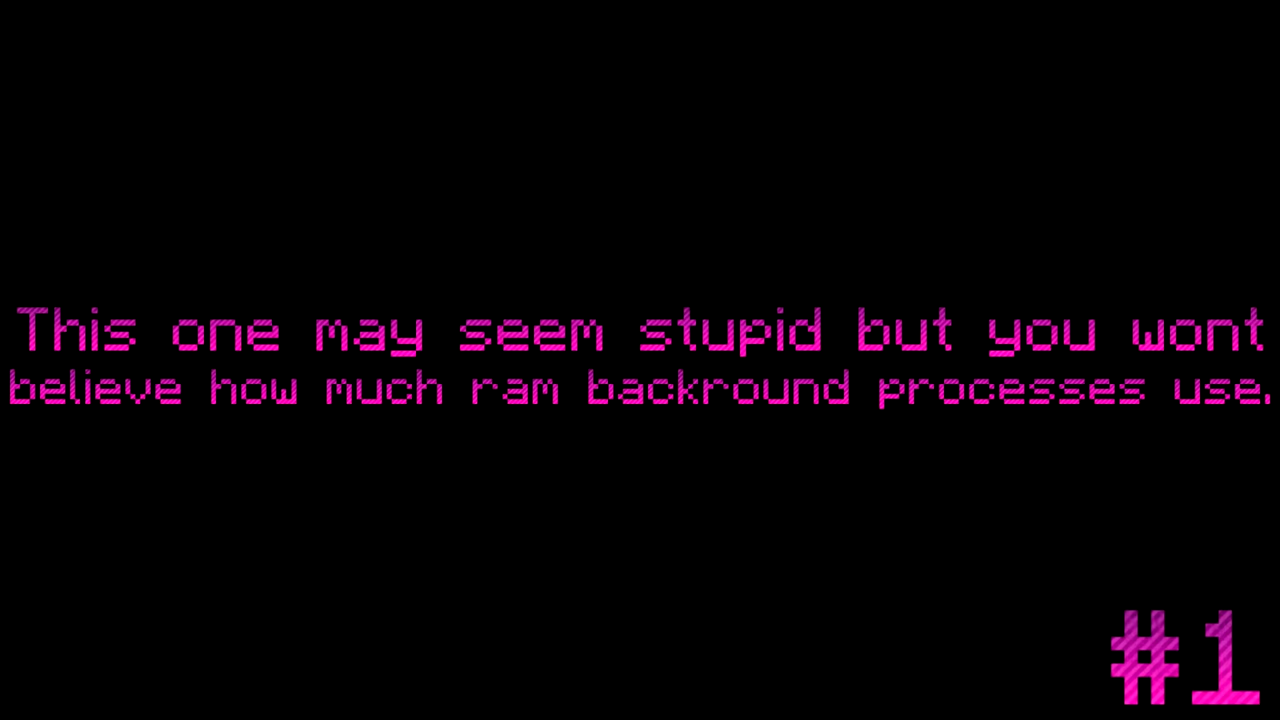 This one may seem stupid but you wont
believe how much ram backround processes use.
#1